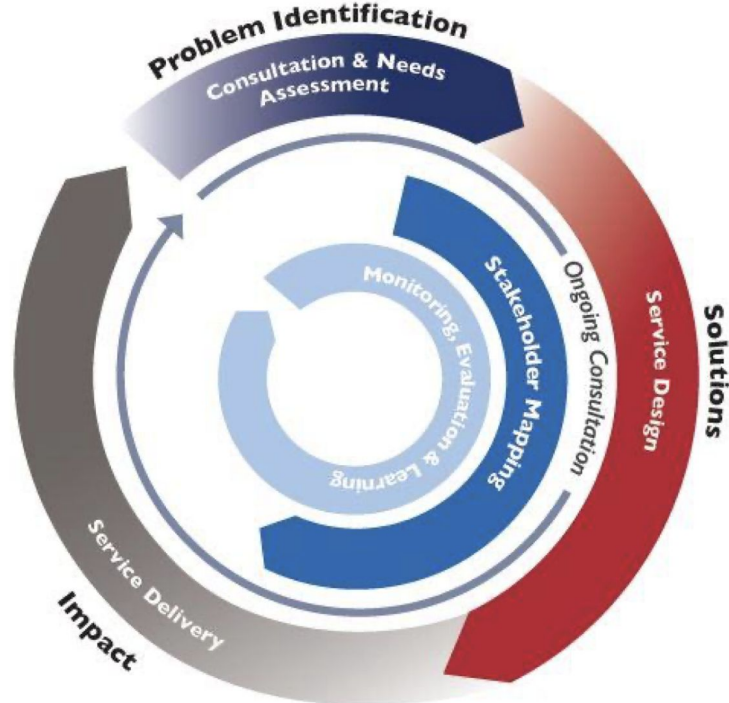 Problem Identification
Consultation & Needs
Assessment
Solutions
Service Design
Ongoing Consultation
Stakeholder Mapping
Monitoring, Evaluation & Learning
Service Delivery
Impact